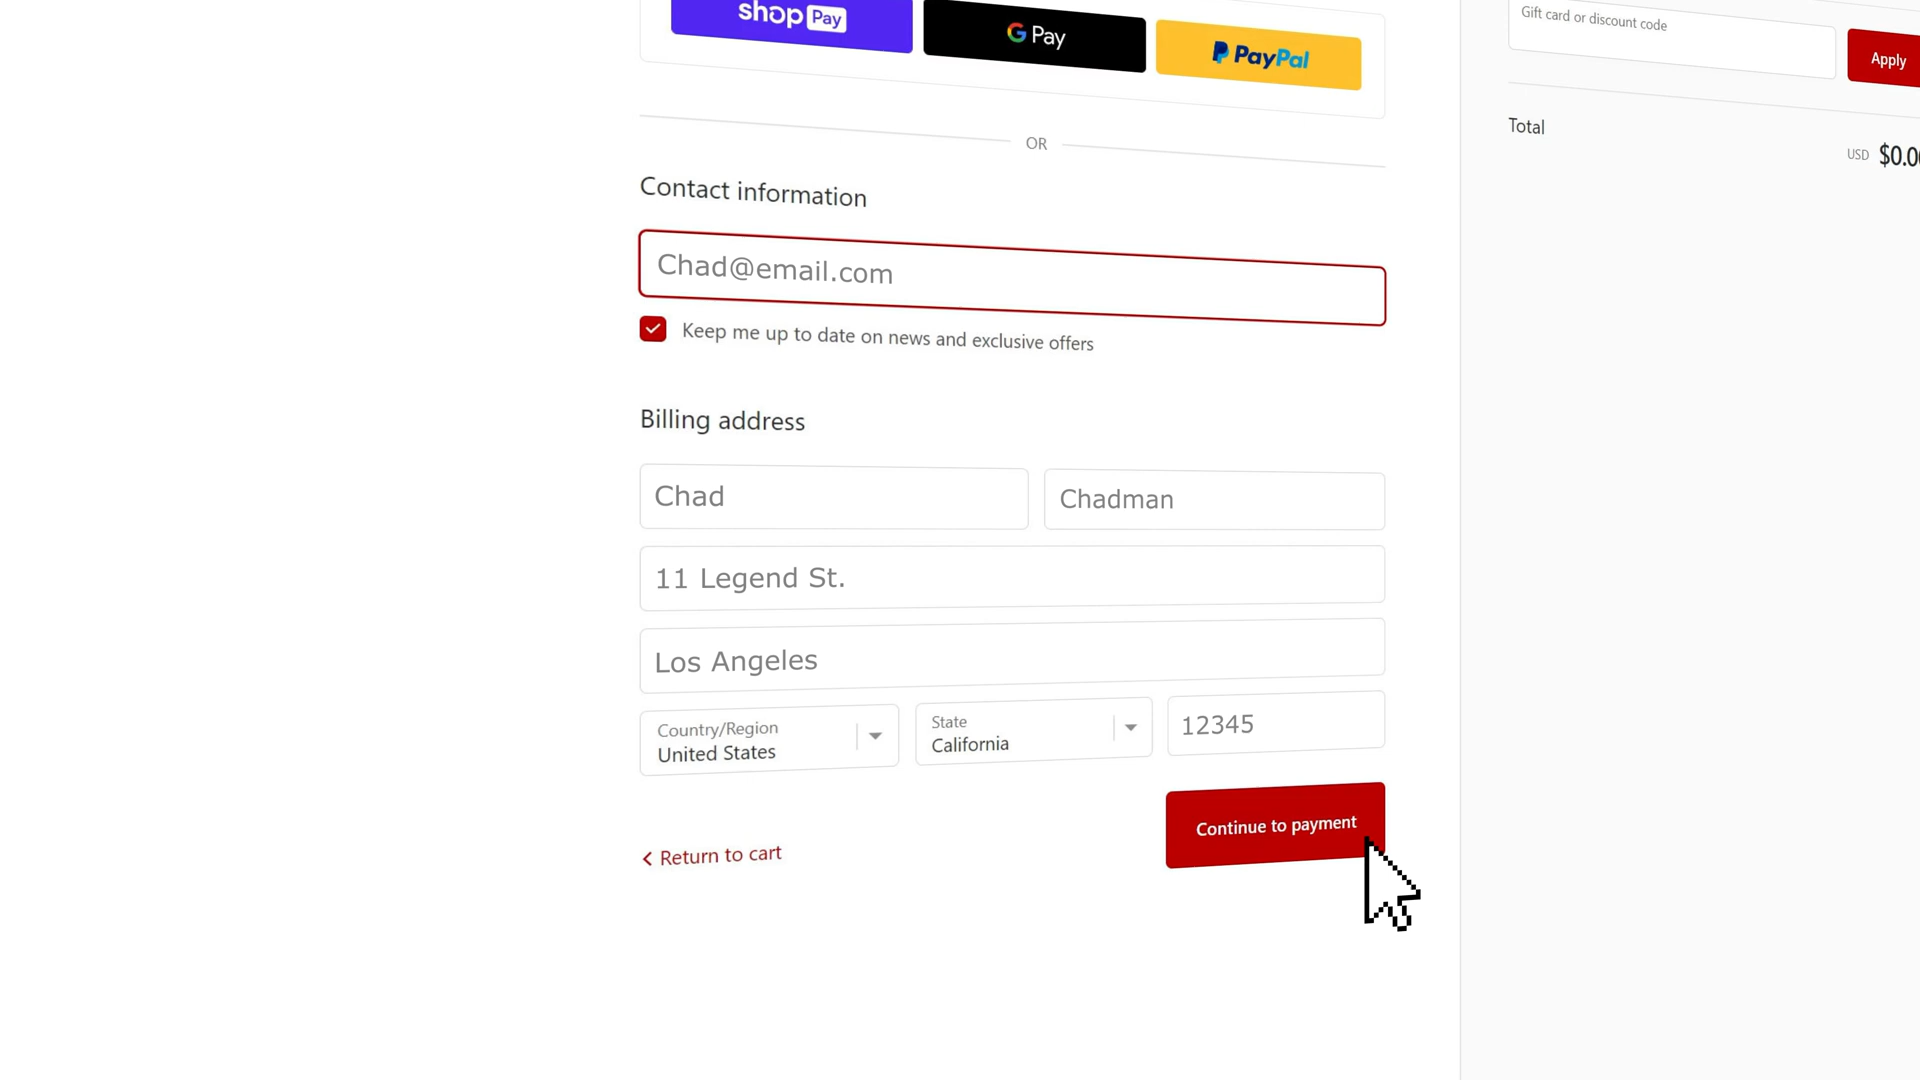 shop Pay
G Pay
PayPal
Gift card or discount code
Apply
OR
Total
USD $0.00
Contact information
Chad@email.com
Keep me up to date on news and exclusive offers
Billing address
Chad
Chadman
11 Legend St.
Los Angeles
Country/Region
United States
State
California
12345
Continue to payment
Return to cart